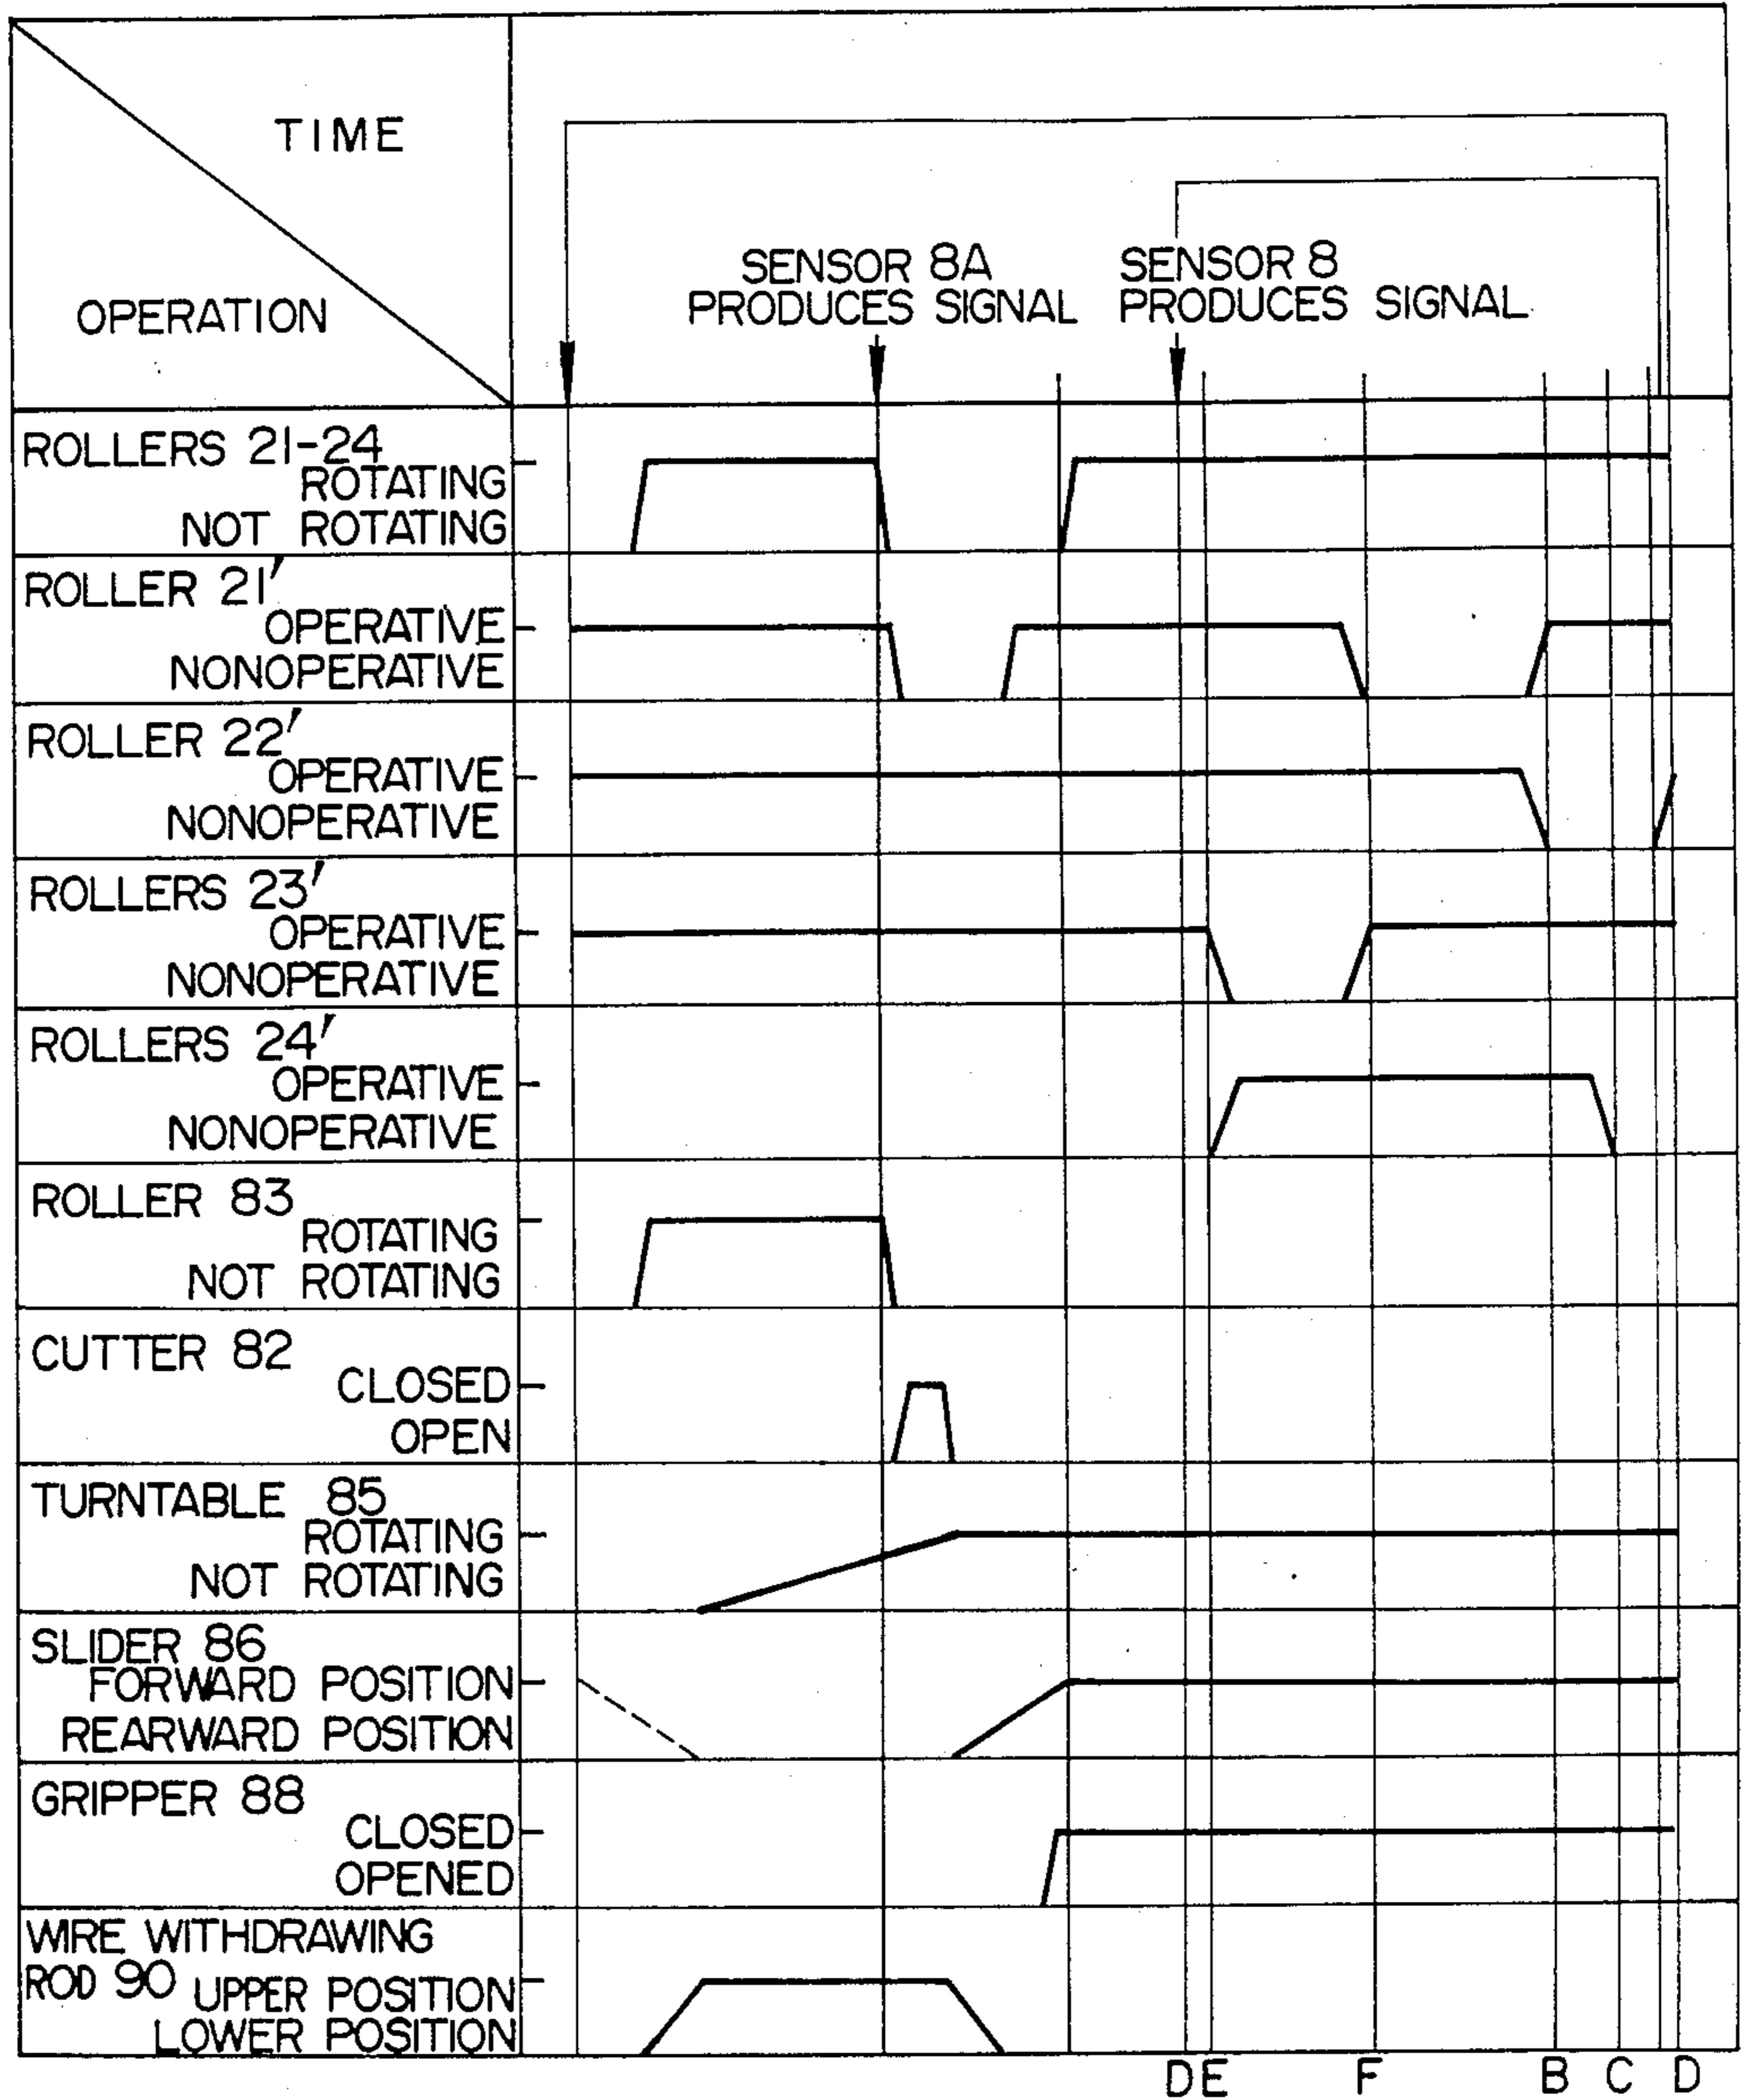 TIME
OPERATION
SENSOR 8A
PRODUCES SIGNAL
SENSOR 8
PRODUCES SIGNAL
ROLLERS 21-24
ROTATING
NOT ROTATING
ROLLER 21'
OPERATIVE
NONOPERATIVE
ROLLER 22'
OPERATIVE
NONOPERATIVE
ROLLERS 23'
OPERATIVE
NONOPERATIVE
ROLLERS 24'
OPERATIVE
NONOPERATIVE
ROLLER 83
ROTATING
NOT ROTATING
CUTTER 82
CLOSED
OPEN
TURNTABLE 85
ROTATING
NOT ROTATING
SLIDER 86
FORWARD POSITION
REARWARD POSITION
GRIPPER 88
CLOSED
OPENED
WIRE WITHDRAWING
ROD 90 UPPER POSITION
LOWER POSITION
D E F B C D